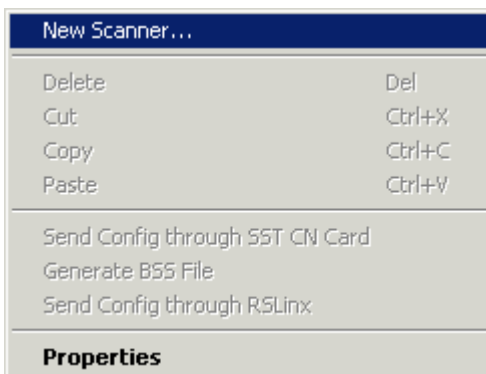 New Scanner...
Delete Del
Cut Ctrl+X
Copy Ctrl+C
Paste Ctrl+V
Send Config through SST CN Card
Generate BSS File
Send Config through RSLinx
Properties